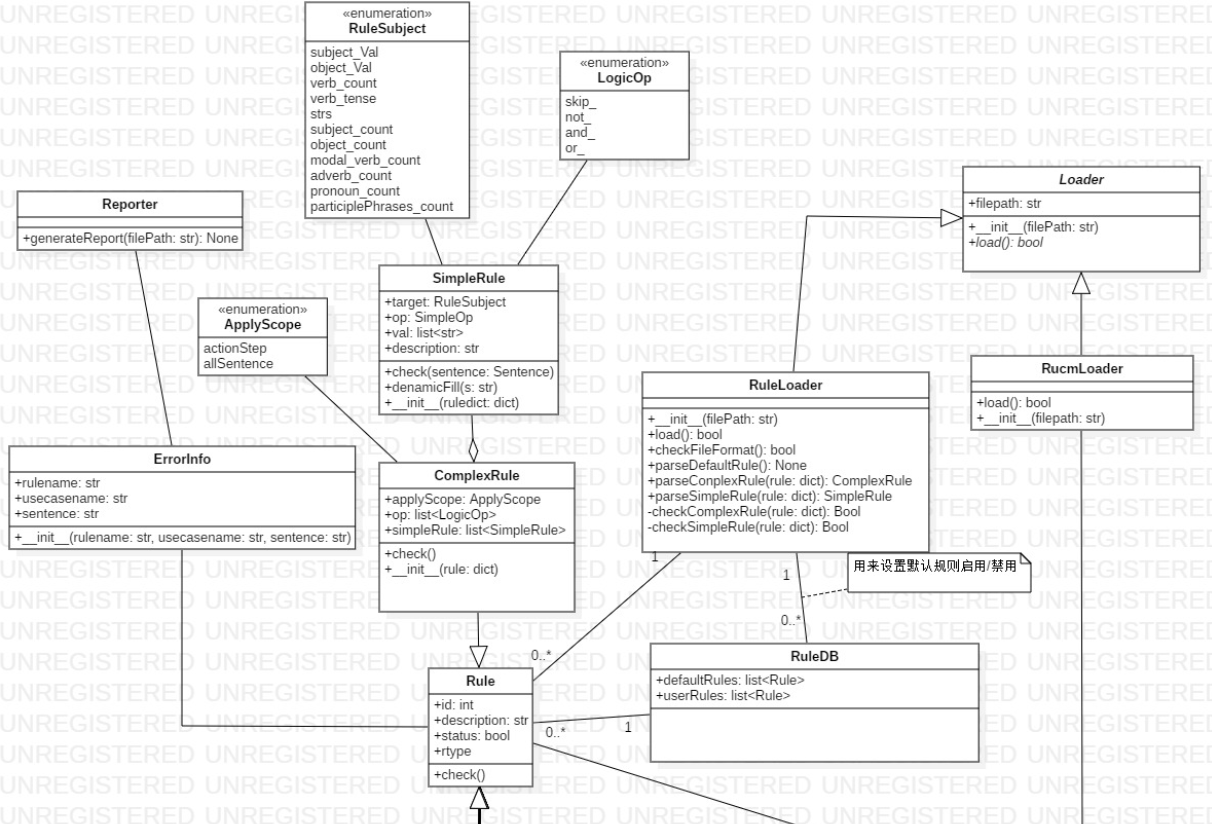 «enumeration»
RuleSubject
subject_Val
object_Val
verb_count
verb_tense
strs
subject_count
object_count
modal_verb_count
adverb_count
pronoun_count
participlePhrases_count
«enumeration»
LogicOp
skip_
not_
and_
or_
Loader
+filepath: str
+__init__(filePath: str)
+load(): bool
Reporter
+generateReport(filePath: str): None
SimpleRule
+target: RuleSubject
+op: SimpleOp
+val: list<str>
+description: str
+check(sentence: Sentence)
+denamicFill(s: str)
+__init__(ruledict: dict)
«enumeration»
ApplyScope
actionStep
allSentence
RucmLoader
+load(): bool
+__init__(filepath: str)
RuleLoader
+__init__(filePath: str)
+load(): bool
+checkFileFormat(): bool
+parseDefaultRule(): None
+parseConplexRule(rule: dict): ComplexRule
+parseSimpleRule(rule: dict): SimpleRule
-checkComplexRule(rule: dict): Bool
-checkSimpleRule(rule: dict): Bool
ErrorInfo
+rulename: str
+usecasename: str
+sentence: str
+__init__(rulename: str, usecasename: str, sentence: str)
ComplexRule
+applyScope: ApplyScope
+op: list<LogicOp>
+simpleRule: list<SimpleRule>
+check()
+__init__(rule: dict)
1
1
用来设置默认规则启用/禁用
0..*
0..*
RuleDB
+defaultRules: list<Rule>
+userRules: list<Rule>
Rule
+id: int
+description: str
+status: bool
+rtype
+check()
0..*
1